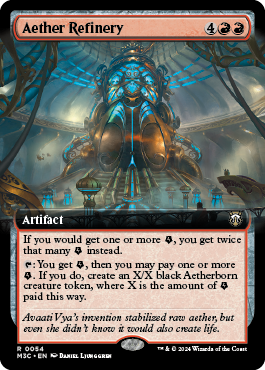 Aether Refinery 4
Artifact
If you would get one or more , you get twice
that many instead.
: You get , then you may pay one or more
. If you do, create an X/X black Aetherborn
creature token, where X is the amount of
paid this way.
Avaati Vya's invention stabilized raw aether, but
even she didn't know it would also create life.
R 0054
M3C • EN Daniel Ljunggren
™ & © 2024 Wizards of the Coast